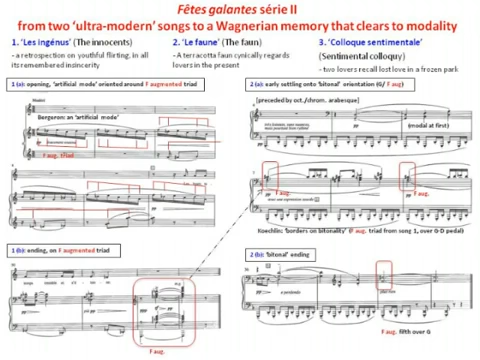 Fêtes galantes série II
from two ‘ultra-modern’ songs to a Wagnerian memory that clears to modality
1. ‘Les ingénus’ (The innocents)
- a retrospection on youthful flirting, in all
its remembered insincerity
2. ‘Le faune’ (The faun)
- A terracotta faun cynically regards
lovers in the present
3. ‘Colloque sentimentale’
(Sentimental colloquy)
- two lovers recall lost love in a frozen park
1 (a): opening, ‘artificial mode’ oriented around F augmented triad
Bergeron: an ‘artificial mode’
F aug. triad
1 (b): ending, on F augmented triad
F aug.
2 (a): early settling onto ‘bitonal’ orientation (G/ F aug)
[preceded by oct./chrom. arabesque]
(modal at first)
F aug.
F aug.
Koechlin: ‘borders on bitonality’ (F aug. triad from song 1, over G-D pedal)
2 (b): ‘bitonal’ ending
F aug. filth over G